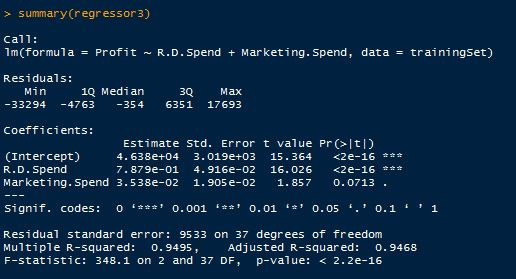 > summary(regressor3)
Call:
lm(formula = Profit ~ R.D.Spend + Marketing.Spend, data = trainingSet)
Residuals:
Min 1Q Median 3Q Max
-33294 -4763 -354 6351 17693
Coefficients:
Estimate Std. Error t value Pr(>|t|)
(Intercept) 4.638e+04 3.019e+03 15.364 <2e-16 ***
R.D.Spend 7.879e-01 4.916e-02 16.026 <2e-16 ***
Marketing.Spend 3.538e-02 1.905e-02 1.857 0.0713 .
---
Signif. codes: 0 ‘***’ 0.001 ‘**’ 0.01 ‘*’ 0.05 ‘.’ 0.1 ‘ ’ 1
Residual standard error: 9533 on 37 degrees of freedom
Multiple R-squared: 0.9495, Adjusted R-squared: 0.9468
F-statistic: 348.1 on 2 and 37 DF, p-value: < 2.2e-16